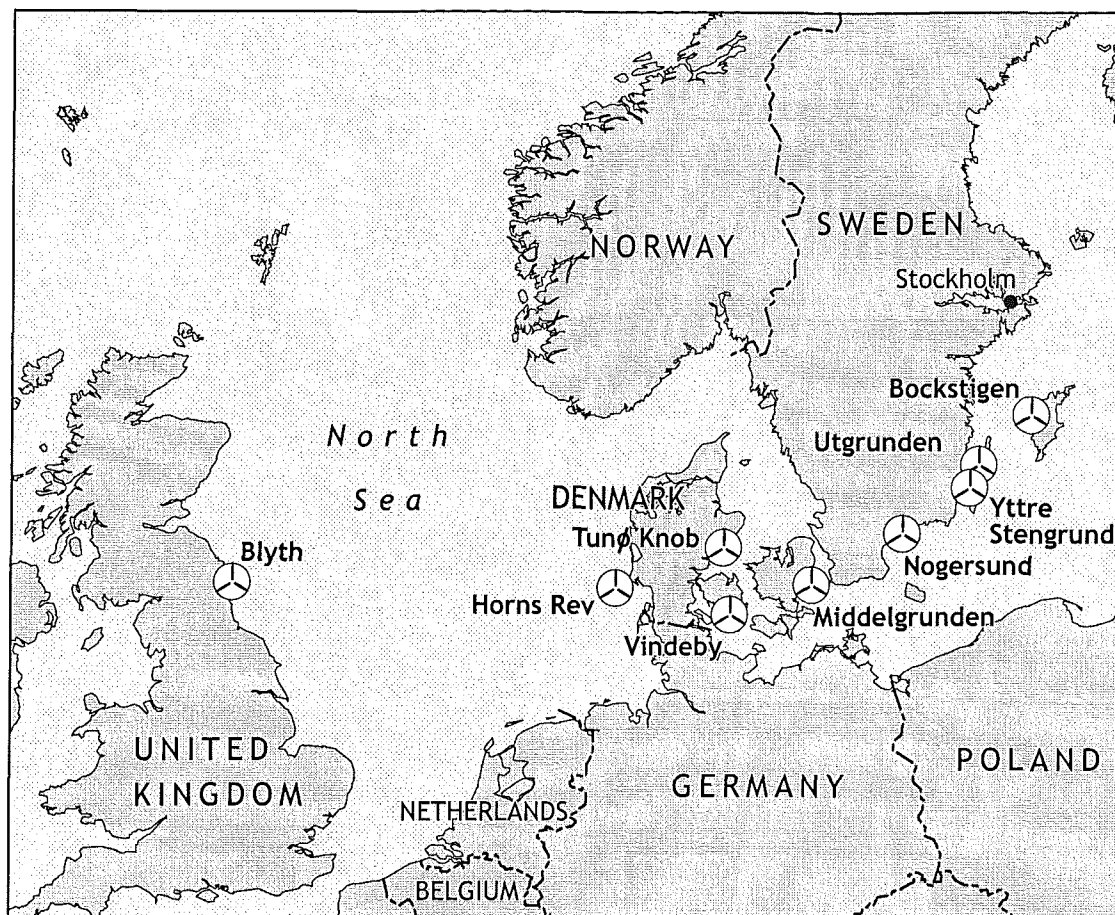 NORWAY
SWEDEN
Stockholm
Bockstigen
North
Sea
Utgrunden
DENMARK
Yttre
Stengrund
Tunø Knob
Blyth
Nogersund
Horns Rev
Middelgrunden
Vindeby
UNITED
KINGDOM
POLAND
GERMANY
NETHERLANDS
BELGIUM